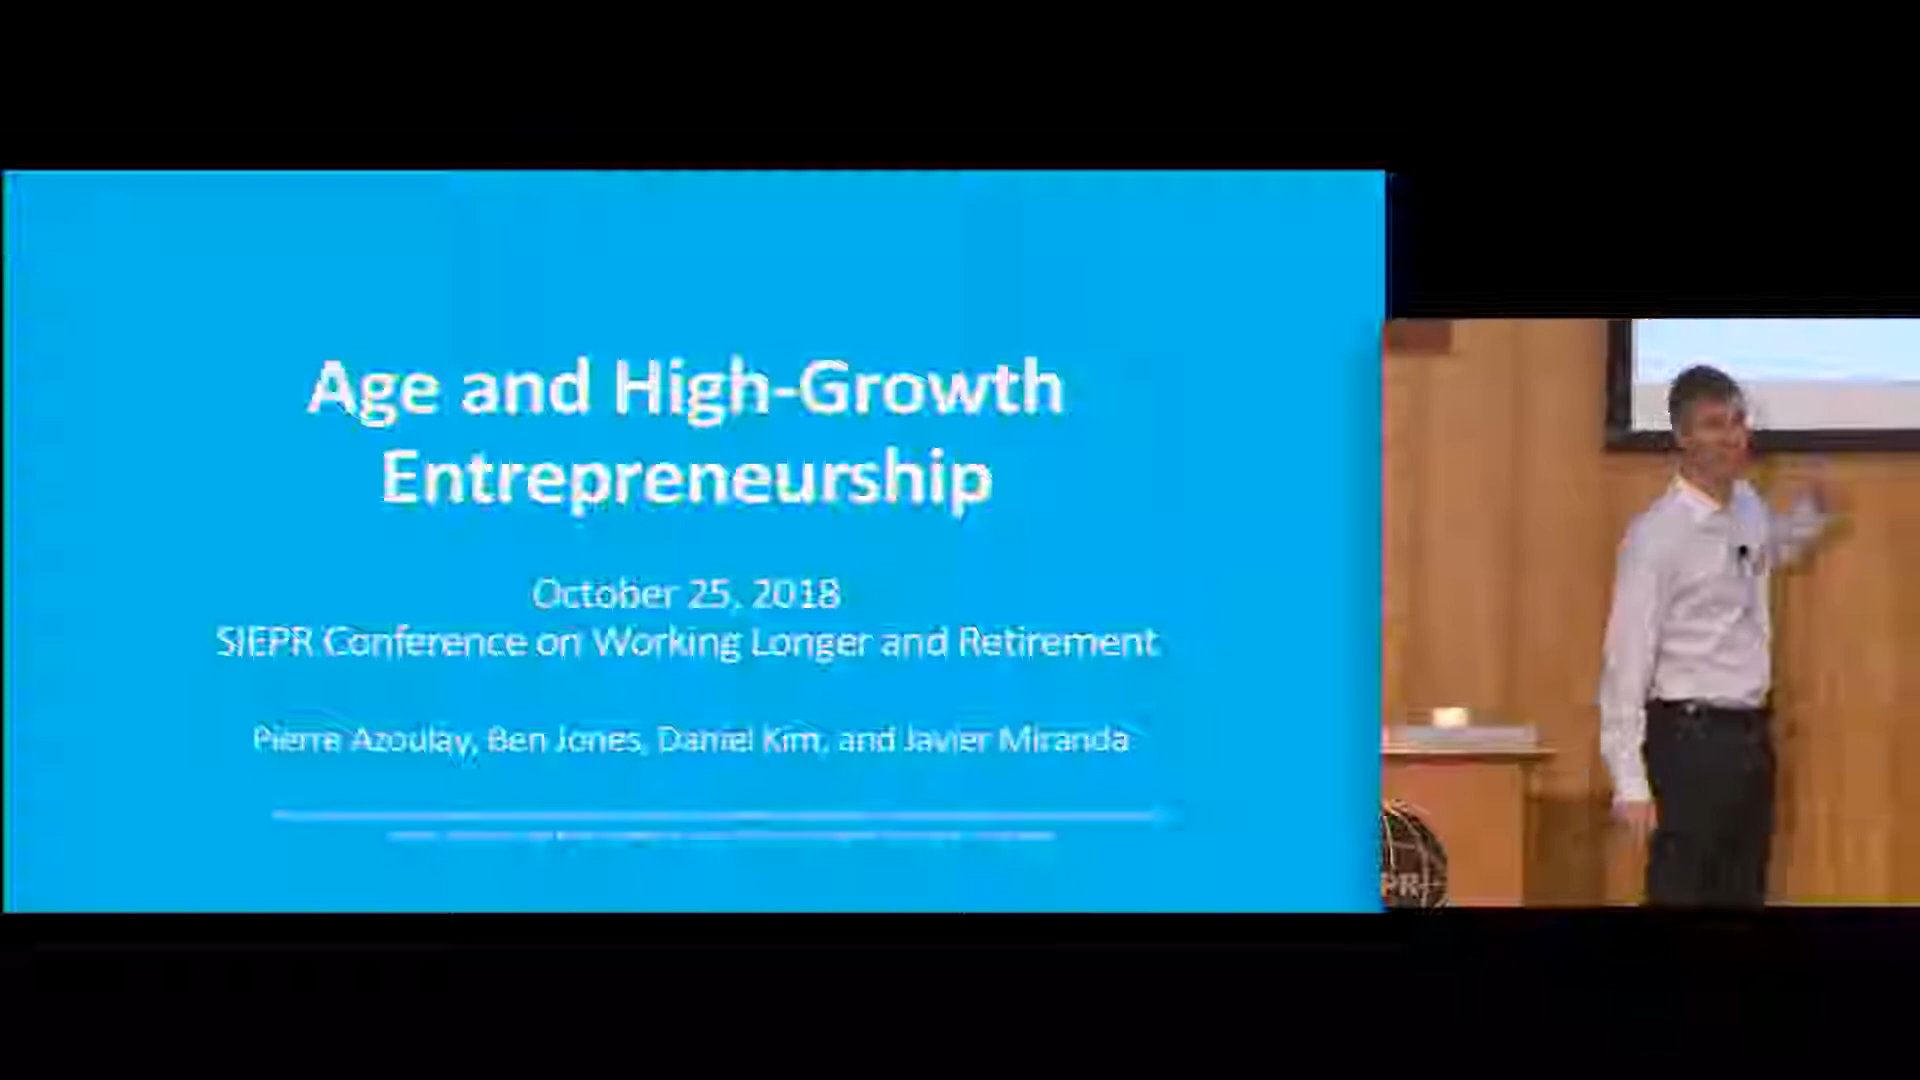 Age and High-Growth
Entrepreneurship
October 25, 2018
SIEPR Conference on Working Longer and Retirement
Pierre Azoulay, Ben Jones, Daniel Kim, and Javier Miranda
PR